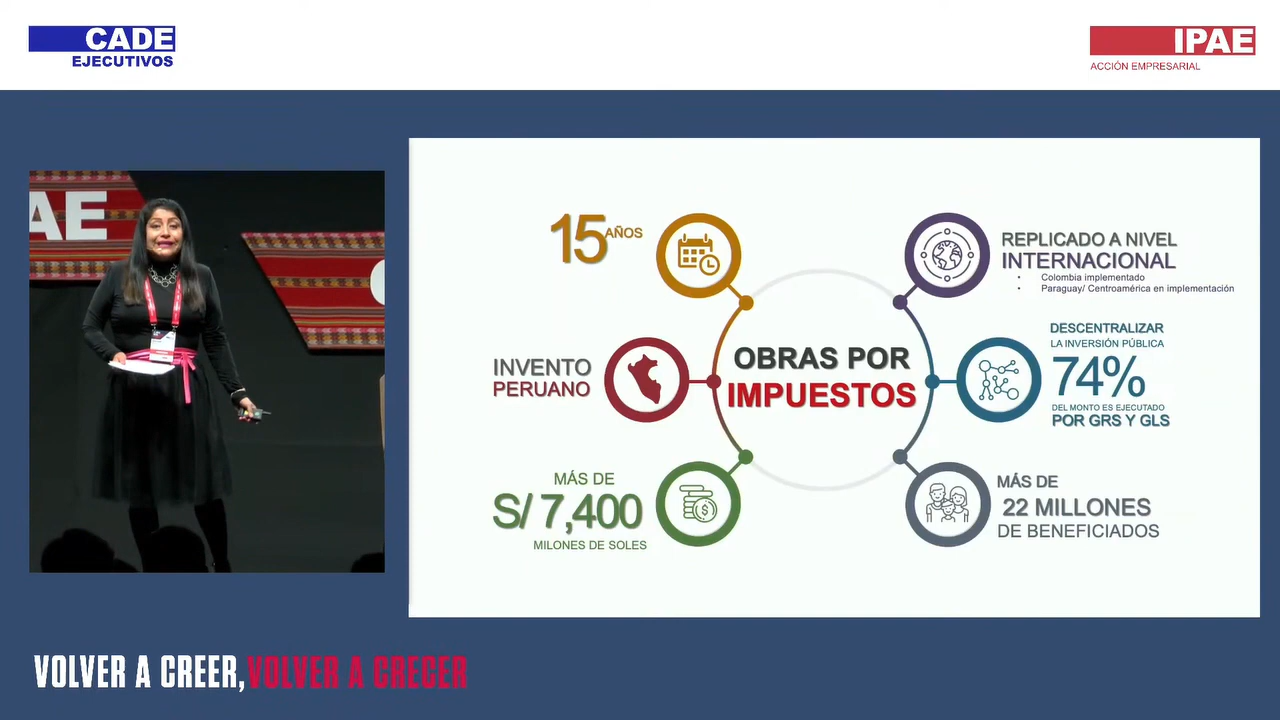 CADE
EJECUTIVOS
IPAE
ACCIÓN EMPRESARIAL
AE
15 AÑOS
INVENTO
PERUANO
MÁS DE
S/ 7,400
MILONES DE SOLES
OBRAS POR
IMPUESTOS
REPLICADO A NIVEL
INTERNACIONAL
• Colombia implementado
• Paraguay/ Centroamérica en implementación
DESCENTRALIZAR
LA INVERSIÓN PÚBLICA
74%
DEL MONTO ES EJECUTADO
POR GRS Y GLS
MÁS DE
22 MILLONES
DE BENEFICIADOS
VOLVER A CREER, VOLVER A CRECER